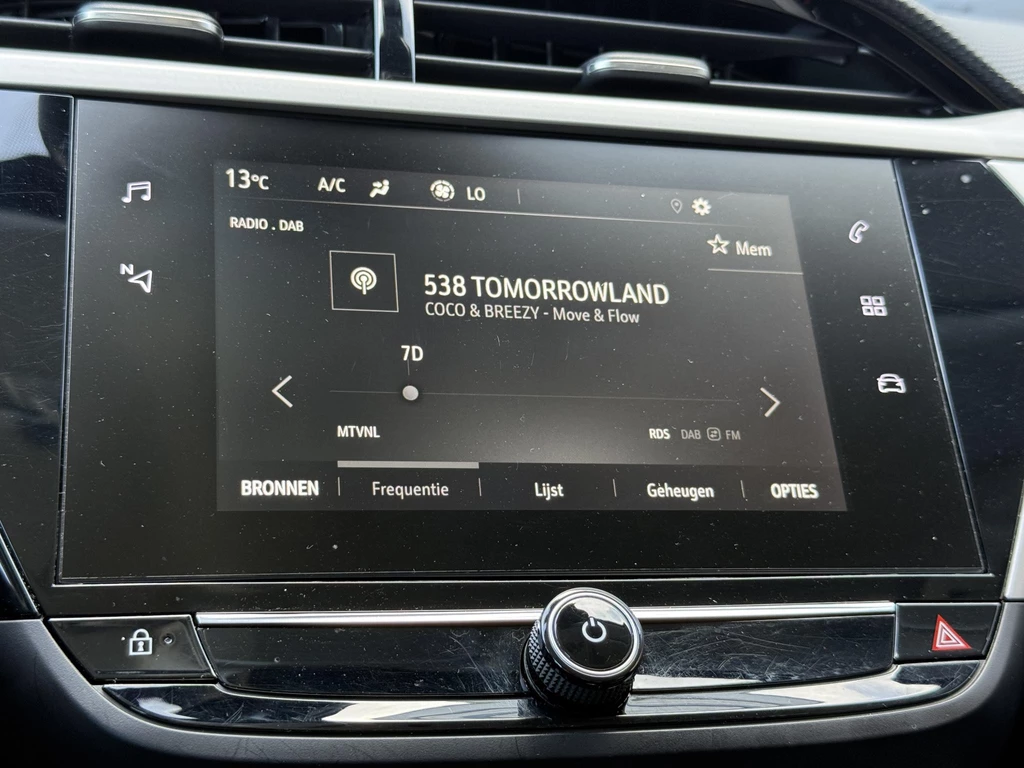 13°C A/C LO
RADIO . DAB
Mem
538 TOMORROWLAND
COCO & BREEZY - Move & Flow
7D
N
MTVNL
RDS DAB FM
BRONNEN Frequentie Lijst Geheugen OPTIES